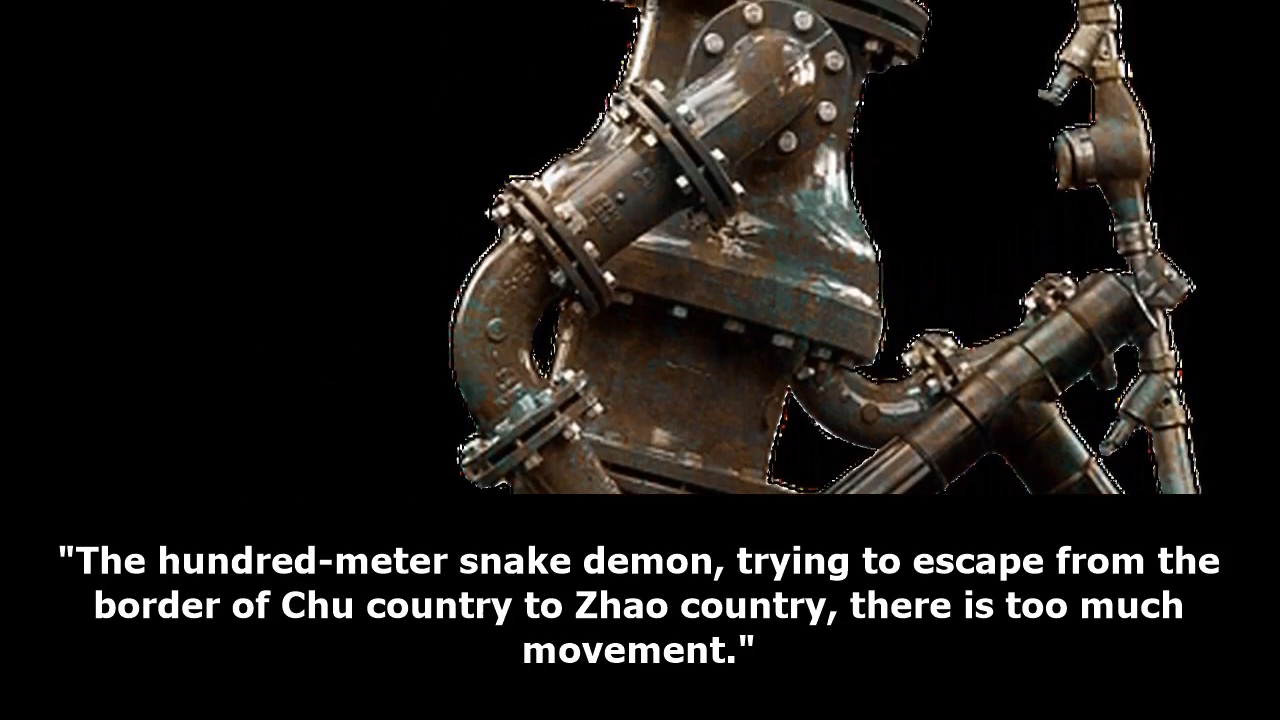 "The hundred-meter snake demon, trying to escape from the
border of Chu country to Zhao country, there is too much
movement."